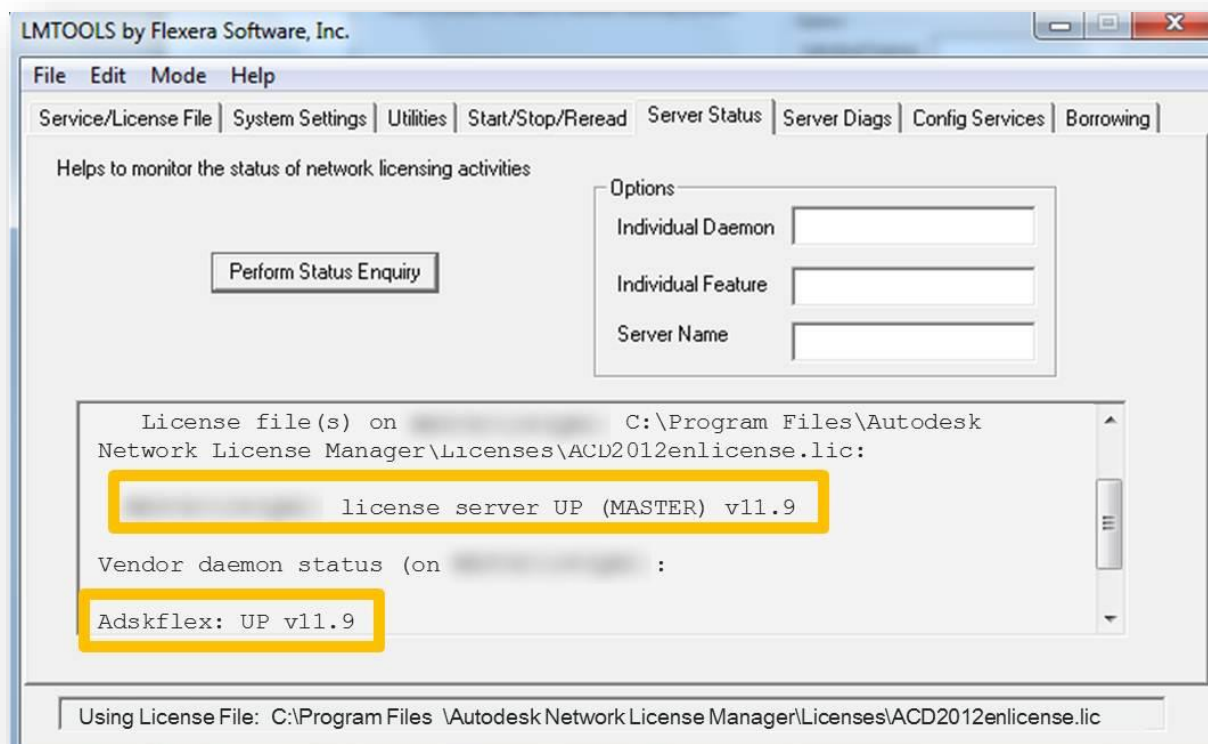 LMTOOLS by Flexera Software, Inc.
File Edit Mode Help
Service/License File System Settings Utilities Start/Stop/Reread Server Status Server Diags Config Services Borrowing
Helps to monitor the status of network licensing activities
Options
Individual Daemon
Perform Status Enquiry
Individual Feature
Server Name
License file(s) on C:\Program Files\Autodesk
Network License Manager\Licenses\ACD2012enlicense.lic:
license server UP (MASTER) v11.9
Vendor daemon status (on :
Adskflex: UP v11.9
Using License File: C:\Program Files \Autodesk Network License Manager\Licenses\ACD2012enlicense.lic